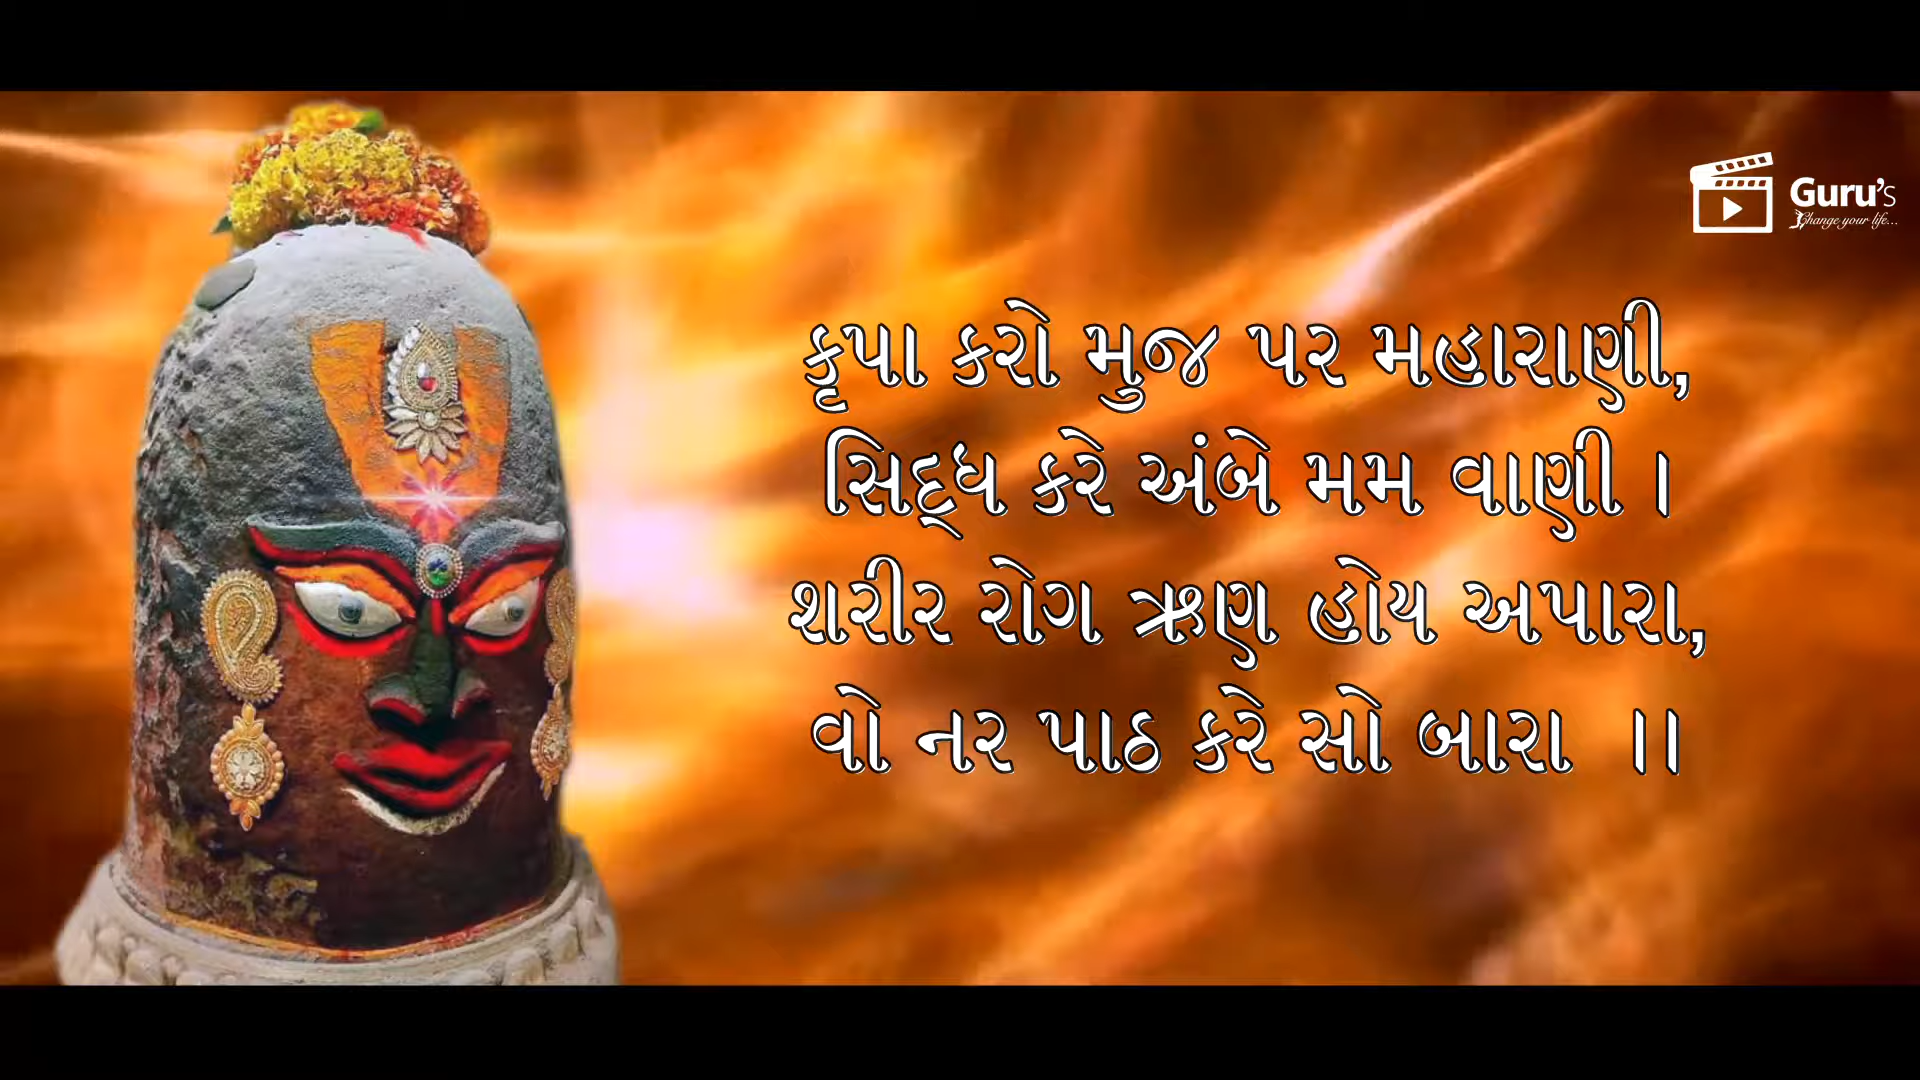 Guru's
Change your life...
કૃપા કરો મુજ પર મહારાણી,
સિદ્ધ કરે અંબે મમ વાણી ।
શરીર રોગ ઋણ હોય અપારા,
વો નર પાઠ કરે સો બારા ।।